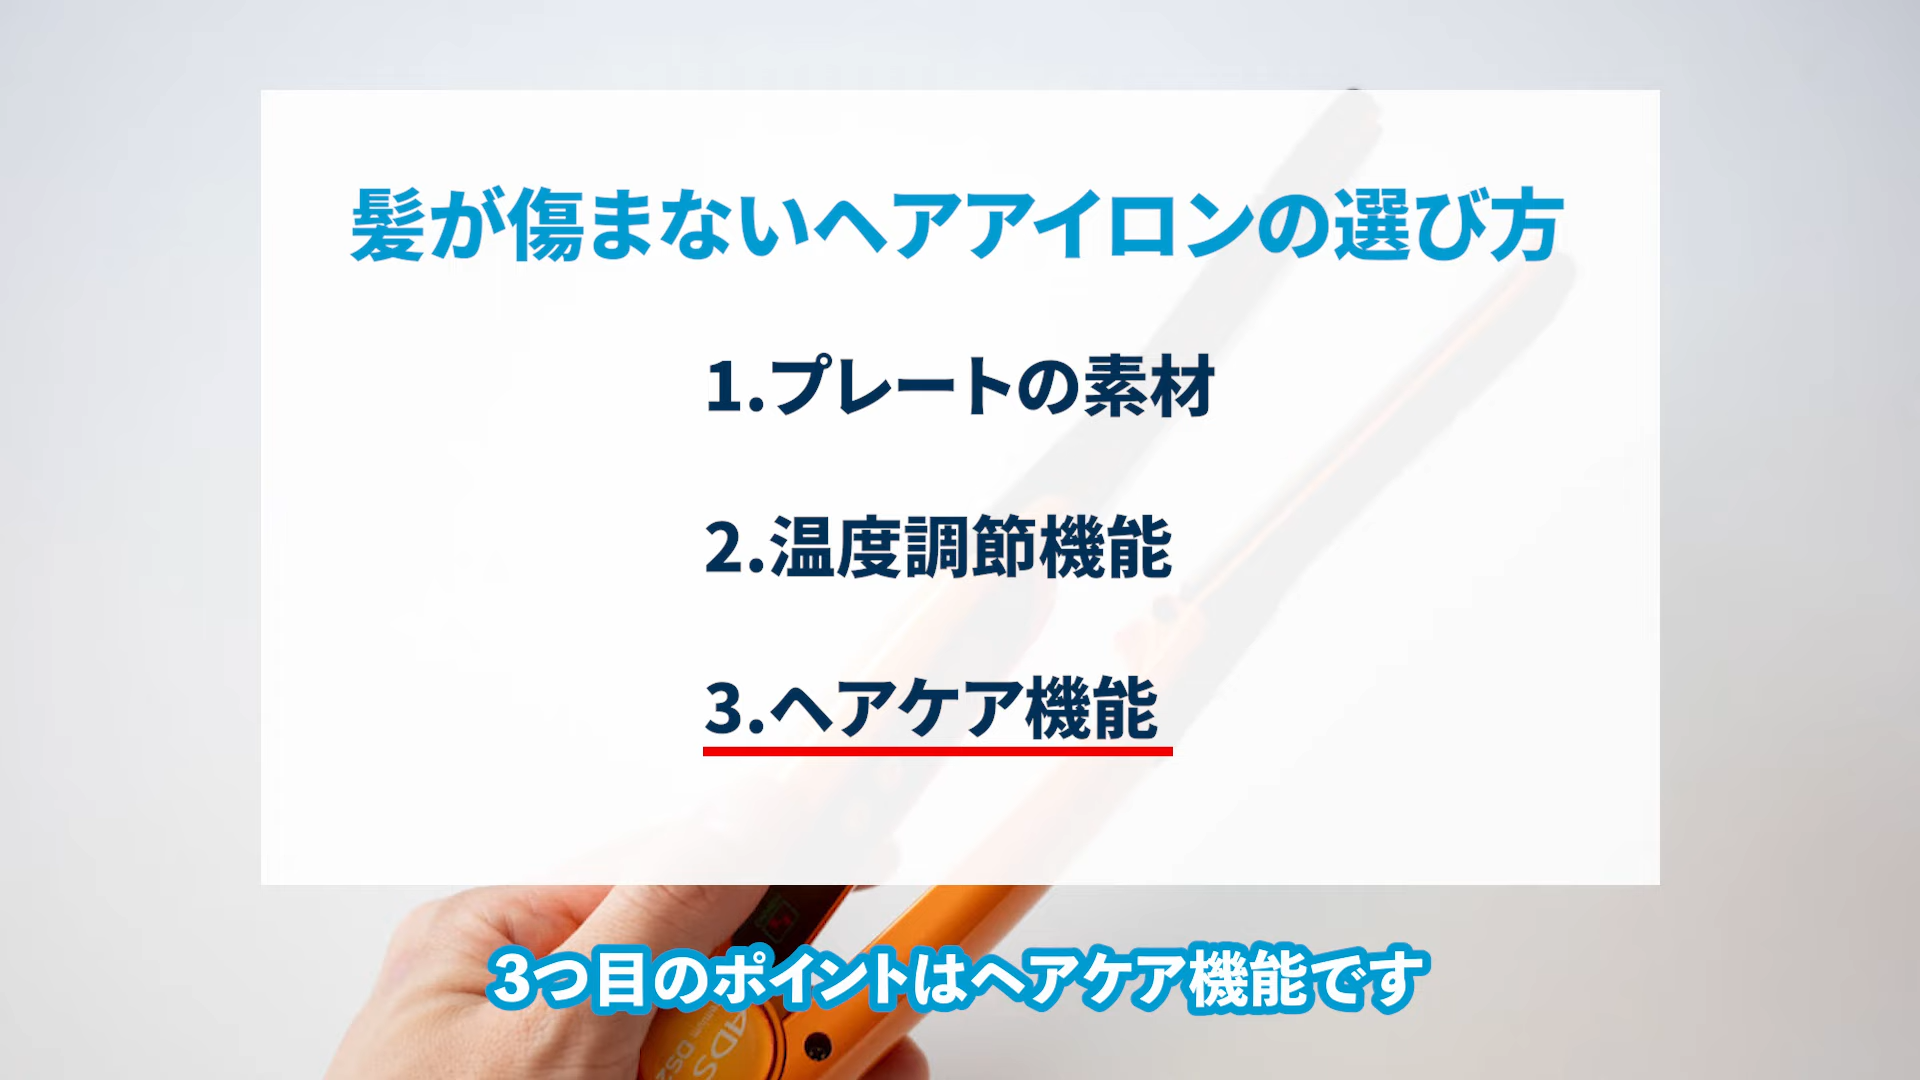 髪が傷まないヘアアイロンの選び方
1.プレートの素材
2.温度調節機能
3.ヘアケア機能
3つ目のポイントはヘアケア機能です